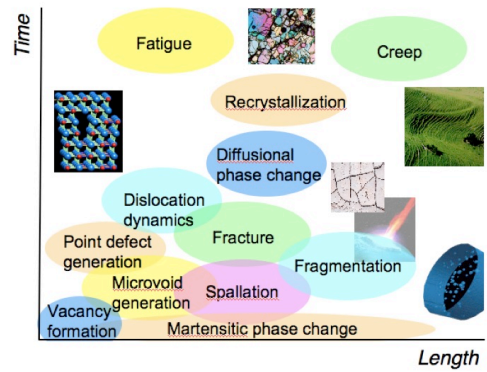 Time
Fatigue
Creep
Recrystallization
Diffusional
phase change
Dislocation
dynamics
Point defect
generation
Fracture
Fragmentation
Microvoid
generation
Spallation
Vacancy
formation
Martensitic phase change
Length